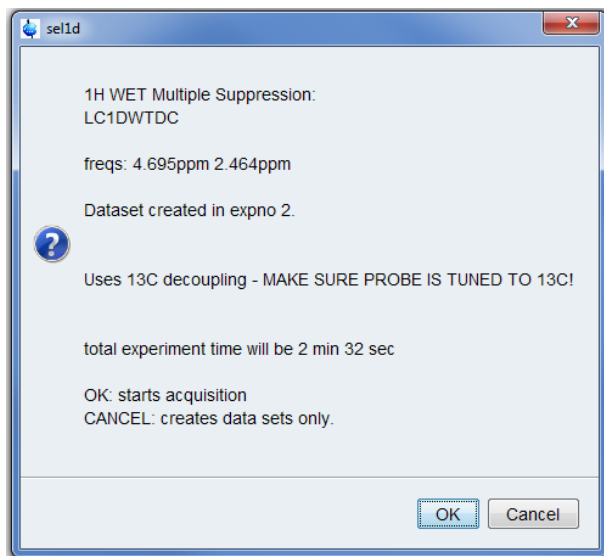 sel1d
1H WET Multiple Suppression:
LC1DWTDC
freqs: 4.695ppm 2.464ppm
Dataset created in expno 2.
Uses 13C decoupling - MAKE SURE PROBE IS TUNED TO 13C!
total experiment time will be 2 min 32 sec
OK: starts acquisition
CANCEL: creates data sets only.
OK
Cancel